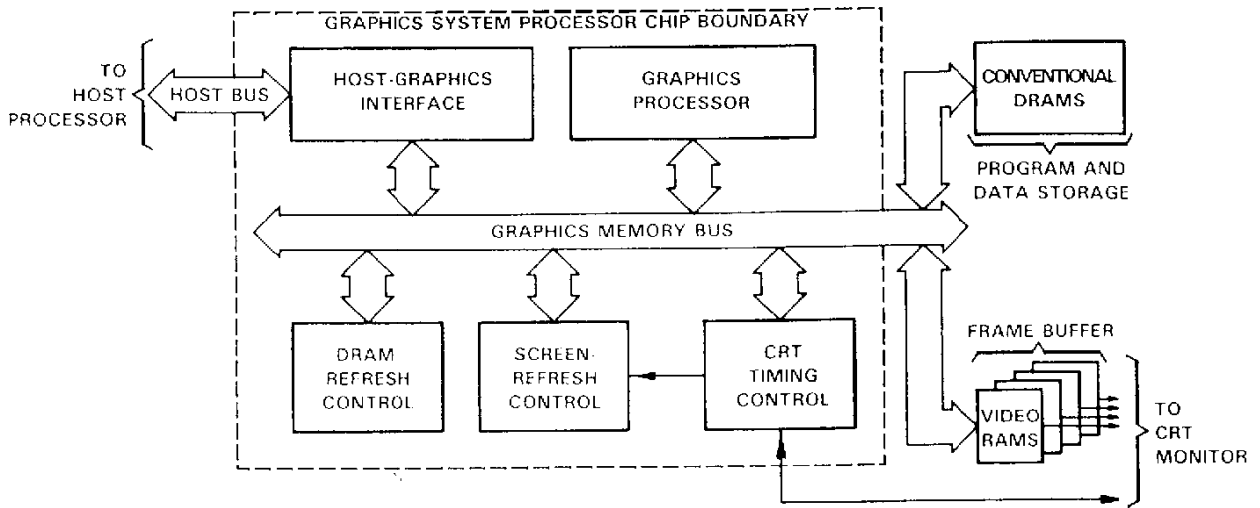 GRAPHICS SYSTEM PROCESSOR CHIP BOUNDARY
TO
HOST
PROCESSOR
HOST BUS
HOST-GRAPHICS
INTERFACE
GRAPHICS
PROCESSOR
CONVENTIONAL
DRAMS
PROGRAM AND
DATA STORAGE
GRAPHICS MEMORY BUS
DRAM
REFRESH
CONTROL
SCREEN-
REFRESH
CONTROL
CRT
TIMING
CONTROL
FRAME BUFFER
VIDEO
RAMS
TO
CRT
MONITOR